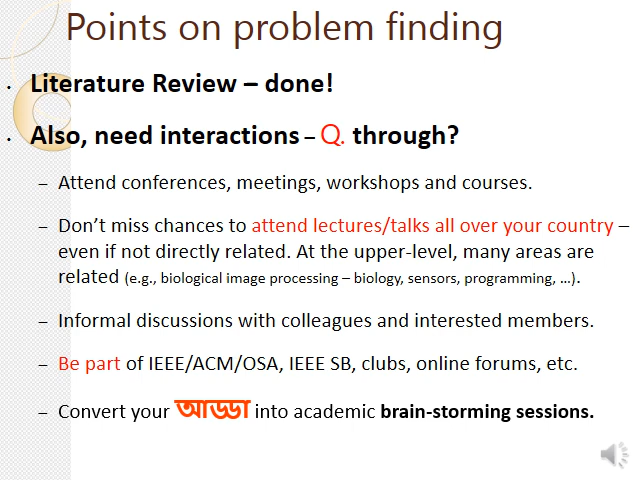 Points on problem finding
• Literature Review – done!
• Also, need interactions – Q. through?
– Attend conferences, meetings, workshops and courses.
– Don't miss chances to attend lectures/talks all over your country –
even if not directly related. At the upper-level, many areas are
related (e.g., biological image processing – biology, sensors, programming, …).
– Informal discussions with colleagues and interested members.
– Be part of IEEE/ACM/OSA, IEEE SB, clubs, online forums, etc.
– Convert your আড্ডা into academic brain-storming sessions.